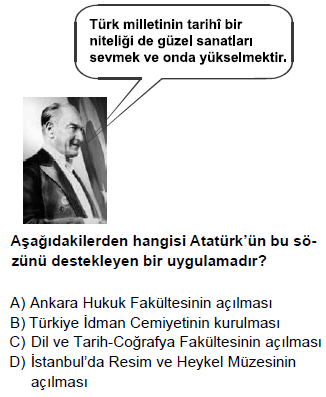 Türk milletinin tarihî bir
niteliği de güzel sanatları
sevmek ve onda yükselmektir.
Aşağıdakilerden hangisi Atatürk'ün bu sö-
zünü destekleyen bir uygulamadır?
A) Ankara Hukuk Fakültesinin açılması
B) Türkiye İdman Cemiyetinin kurulması
C) Dil ve Tarih-Coğrafya Fakültesinin açılması
D) İstanbul'da Resim ve Heykel Müzesinin
açılması